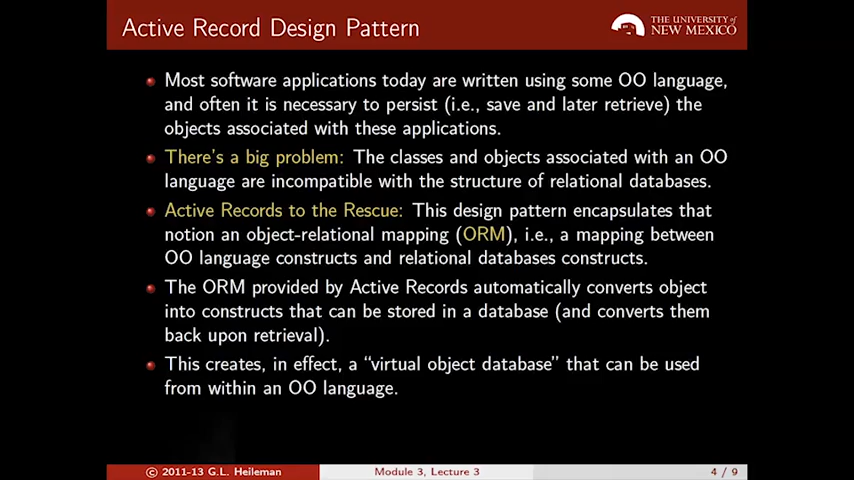 Active Record Design Pattern
THE UNIVERSITY of
NEW MEXICO
Most software applications today are written using some OO language,
and often it is necessary to persist (i.e., save and later retrieve) the
objects associated with these applications.
There's a big problem: The classes and objects associated with an OO
language are incompatible with the structure of relational databases.
Active Records to the Rescue: This design pattern encapsulates that
notion an object-relational mapping (ORM), i.e., a mapping between
OO language constructs and relational databases constructs.
The ORM provided by Active Records automatically converts object
into constructs that can be stored in a database (and converts them
back upon retrieval).
This creates, in effect, a “virtual object database” that can be used
from within an OO language.
© 2011-13 G.L. Heileman
Module 3, Lecture 3
4 / 9